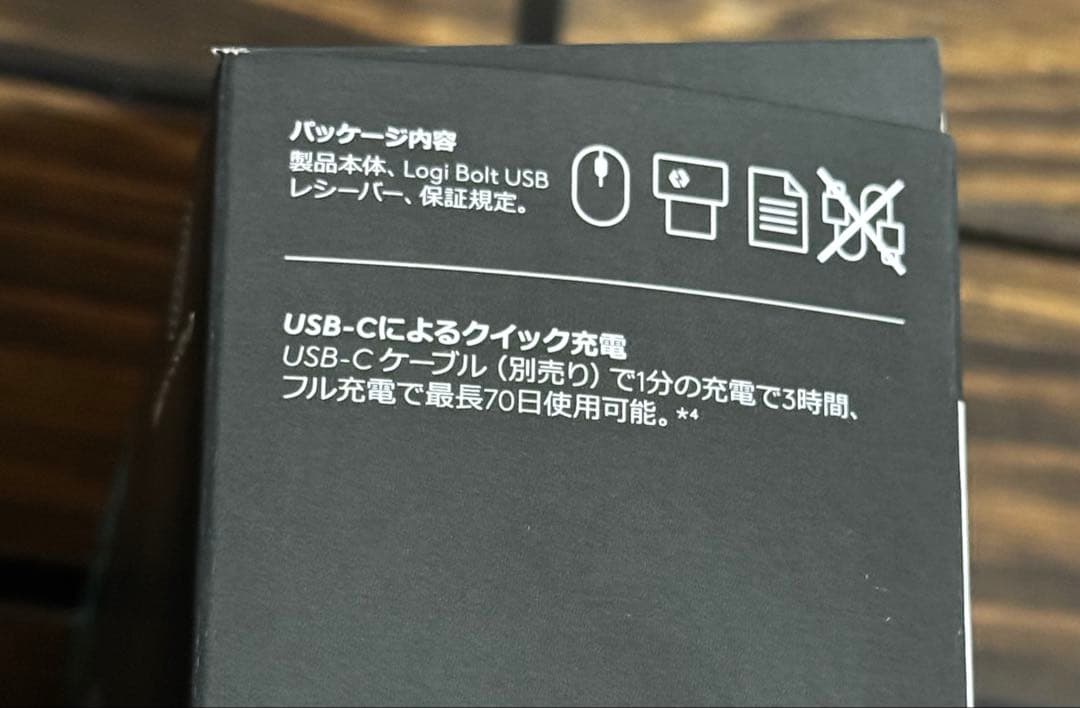 パッケージ内容
製品本体、Logi Bolt USB
レシーバー、保証規定。
USB-Cによるクイック充電
USB-Cケーブル（別売り）で1分の充電で3時間、
フル充電で最長70日使用可能。*4